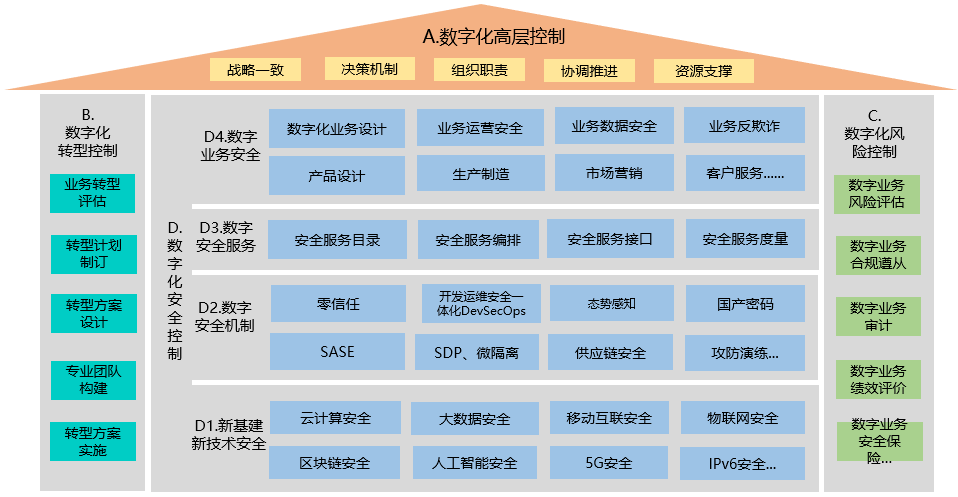 A.数字化高层控制
战略一致
决策机制
组织职责
协调推进
资源支撑
B.
数字化
转型控制
业务转型
评估
转型计划
制订
转型方案
设计
专业团队
构建
转型方案
实施
D.
数
字
化
安
全
控
制
D4.数字
业务安全
数字化业务设计
业务运营安全
业务数据安全
业务反欺诈
产品设计
生产制造
市场营销
客户服务......
D3.数字
安全服务
安全服务目录
安全服务编排
安全服务接口
安全服务度量
D2.数字
安全机制
零信任
开发运维安全一
体化DevSecOps
态势感知
国产密码
SASE
SDP、微隔离
供应链安全
攻防演练...
D1.新基建
新技术安全
云计算安全
大数据安全
移动互联安全
物联网安全
区块链安全
人工智能安全
5G安全
IPv6安全...
C.
数字化风
险控制
数字业务
风险评估
数字业务
合规遵从
数字业务
审计
数字业务
绩效评价
数字业务
安全保
险...